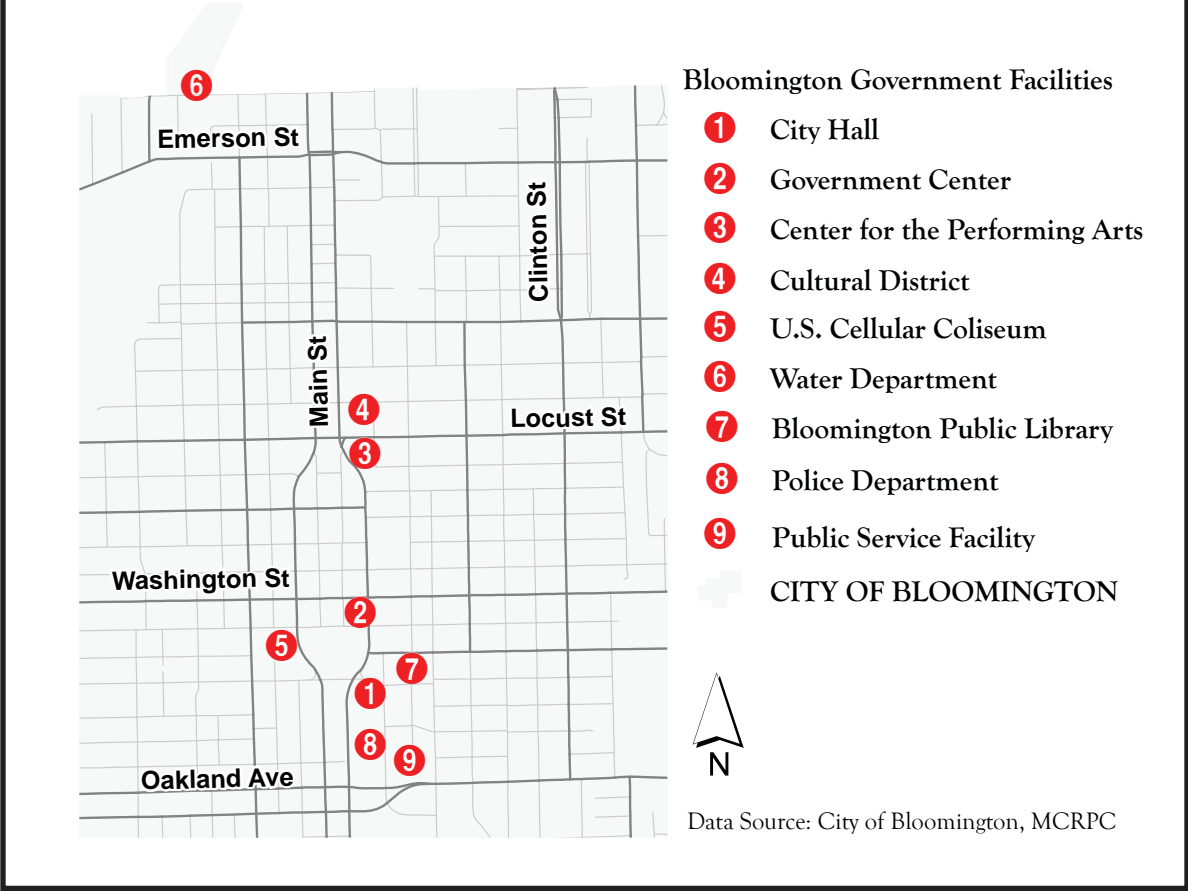 Bloomington Government Facilities
1 City Hall
2 Government Center
3 Center for the Performing Arts
4 Cultural District
5 U.S. Cellular Coliseum
6 Water Department
7 Bloomington Public Library
8 Police Department
9 Public Service Facility
CITY OF BLOOMINGTON
N
Data Source: City of Bloomington, MCRPC
6
Emerson St
Clinton St
Main St
4
Locust St
3
Washington St
2
5
7
1
8
9
Oakland Ave